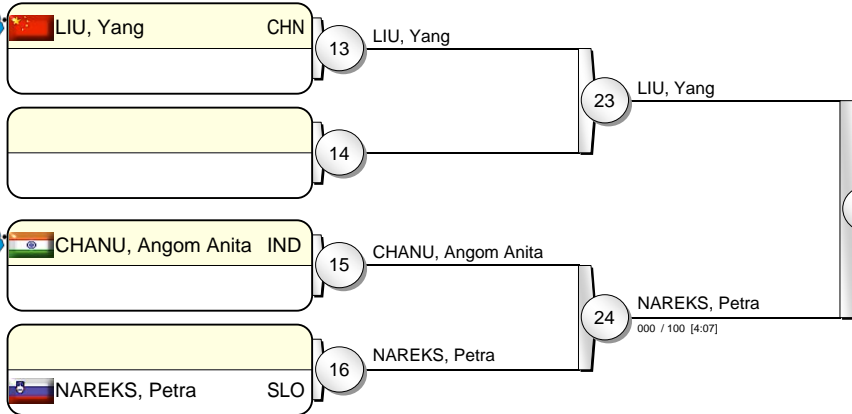 LIU, Yang CHN
13
LIU, Yang
14
23
LIU, Yang
CHANU, Angom Anita IND
15
CHANU, Angom Anita
NAREKS, Petra SLO
16
NAREKS, Petra
24
NAREKS, Petra
000 / 100 [4:07]